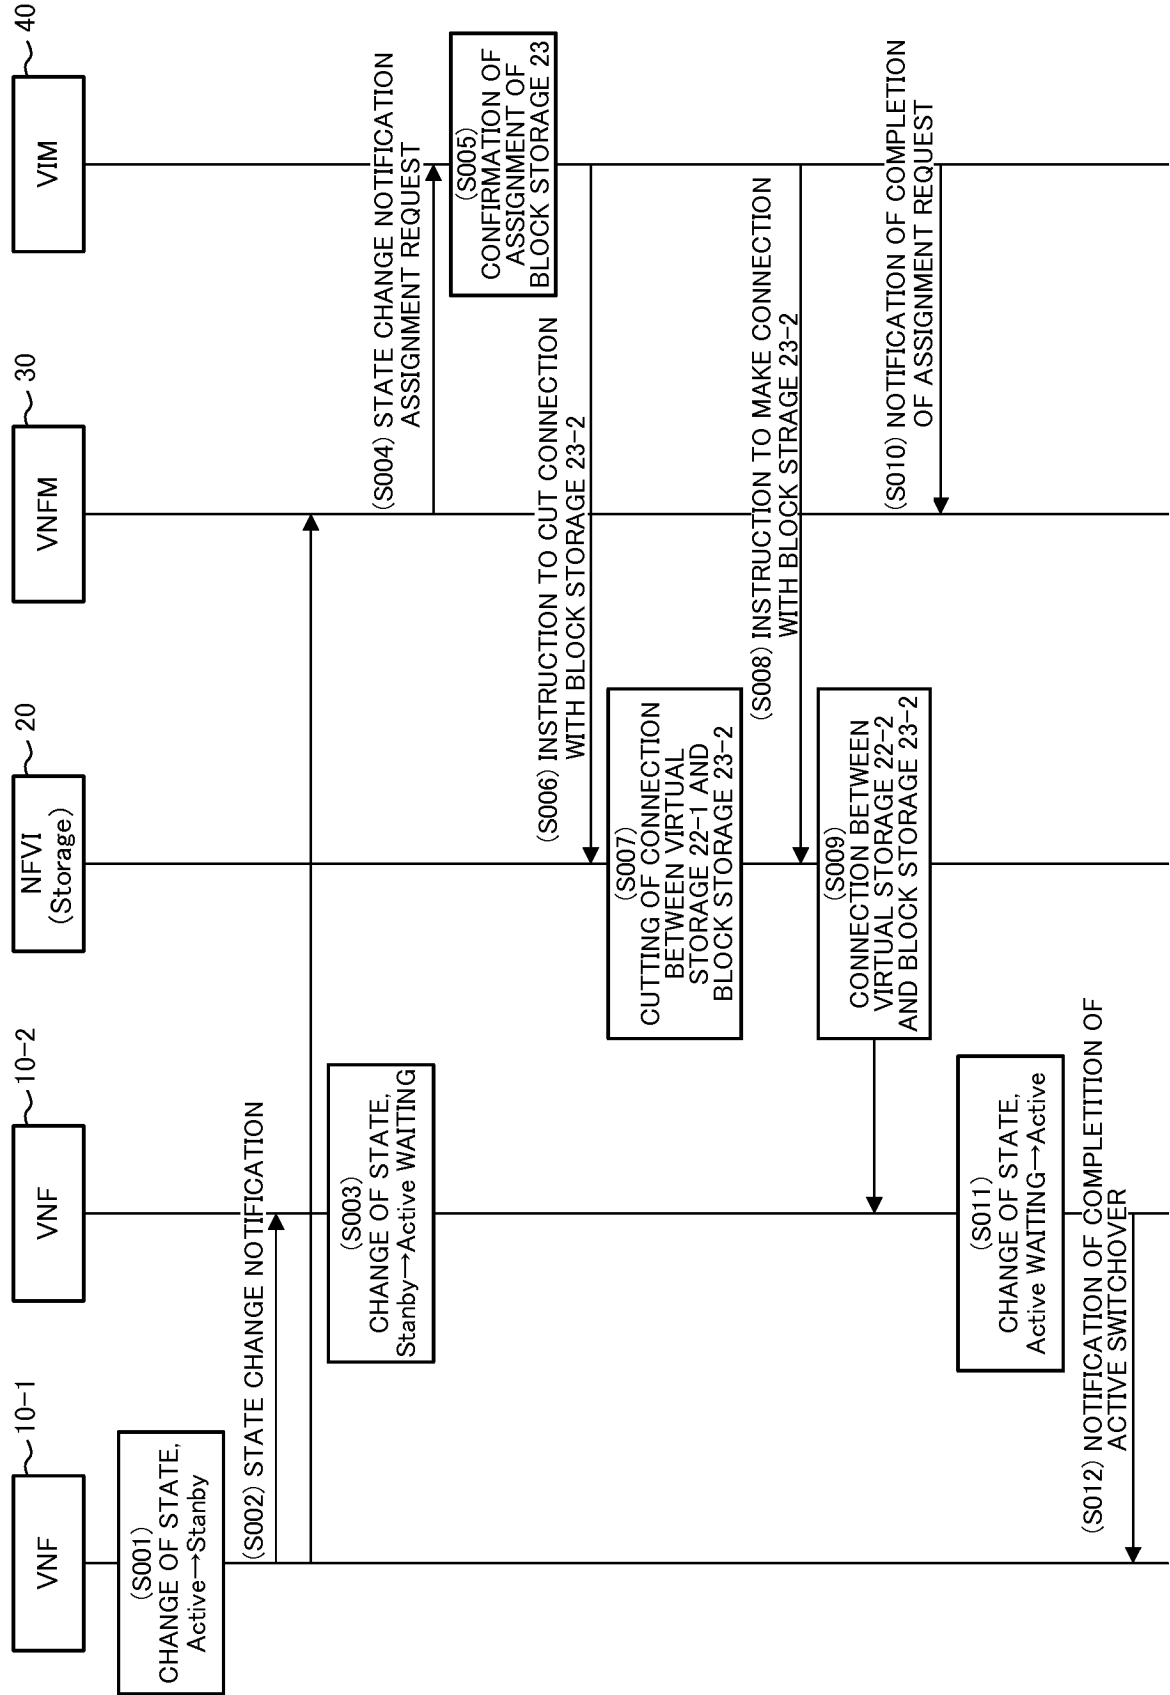 VNF
10-1
VNF
10-2
NFVI
(Storage)
20
VNFM
30
VIM
40
(S001)
CHANGE OF STATE,
Active→Stanby
(S002) STATE CHANGE NOTIFICATION
(S003)
CHANGE OF STATE,
Stanby→Active WAITING
(S004) STATE CHANGE NOTIFICATION
ASSIGNMENT REQUEST
(S005)
CONFIRMATION OF
ASSIGNMENT OF
BLOCK STORAGE 23
(S006) INSTRUCTION TO CUT CONNECTION
WITH BLOCK STORAGE 23-2
(S007)
CUTTING OF CONNECTION
BETWEEN VIRTUAL
STORAGE 22-1 AND
BLOCK STORAGE 23-2
(S008) INSTRUCTION TO MAKE CONNECTION
WITH BLOCK STRAGE 23-2
(S009)
CONNECTION BETWEEN
VIRTUAL STORAGE 22-2
AND BLOCK STORAGE 23-2
(S010) NOTIFICATION OF COMPLETION
OF ASSIGNMENT REQUEST
(S011)
CHANGE OF STATE,
Active WAITING→Active
(S012) NOTIFICATION OF COMPLETITION OF
ACTIVE SWITCHOVER